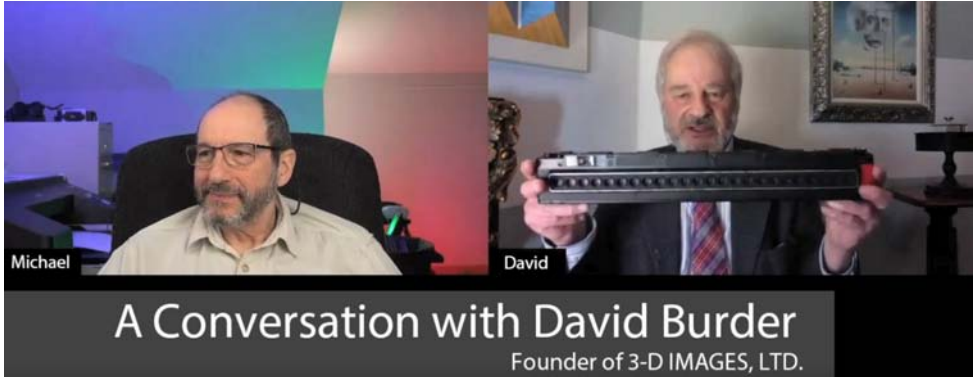 Michael
David
A Conversation with David Burder
Founder of 3-D IMAGES, LTD.